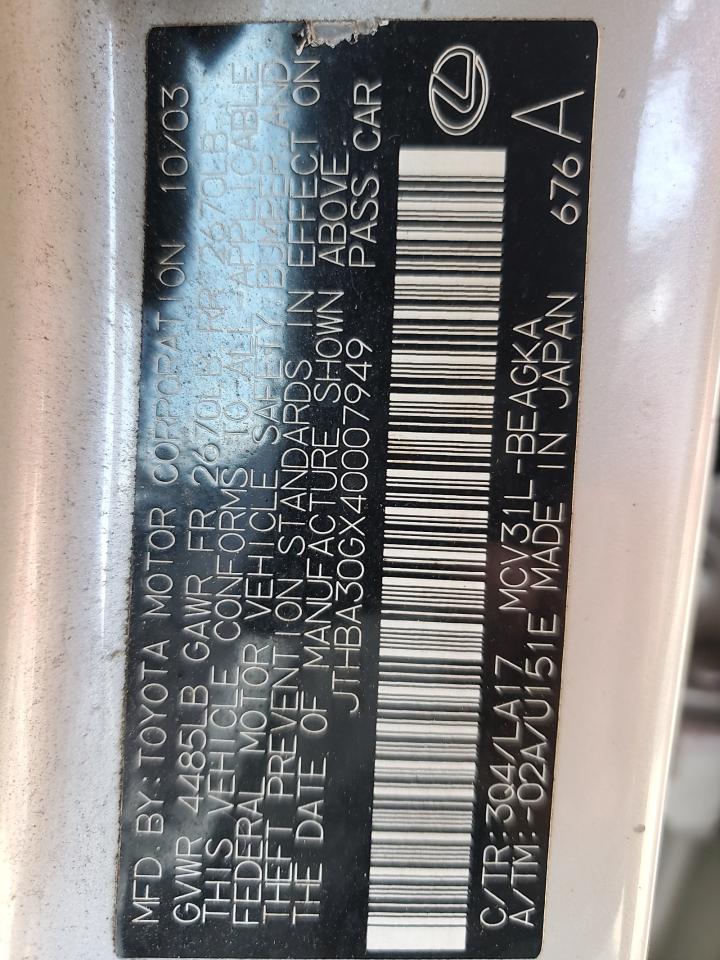 MFD.BY:TOYOTA MOTOR CORPORATION 10/03
GVWR 4485LB GAWR FR 2670LB RR 2670LB
THIS VEHICLE CONFORMS TO ALL APPLICABLE
FEDERAL MOTOR VEHICLE SAFETY,BUMPER,AND
THEFT PREVENTION STANDARDS IN EFFECT ON
THE DATE OF MANUFACTURE SHOWN ABOVE.
JTHBA30GX40007949 PASS.CAR
C/TR:304/LA17 MCV31L-BEAGKA
A/TM:-02A/U151E MADE IN JAPAN 676 A